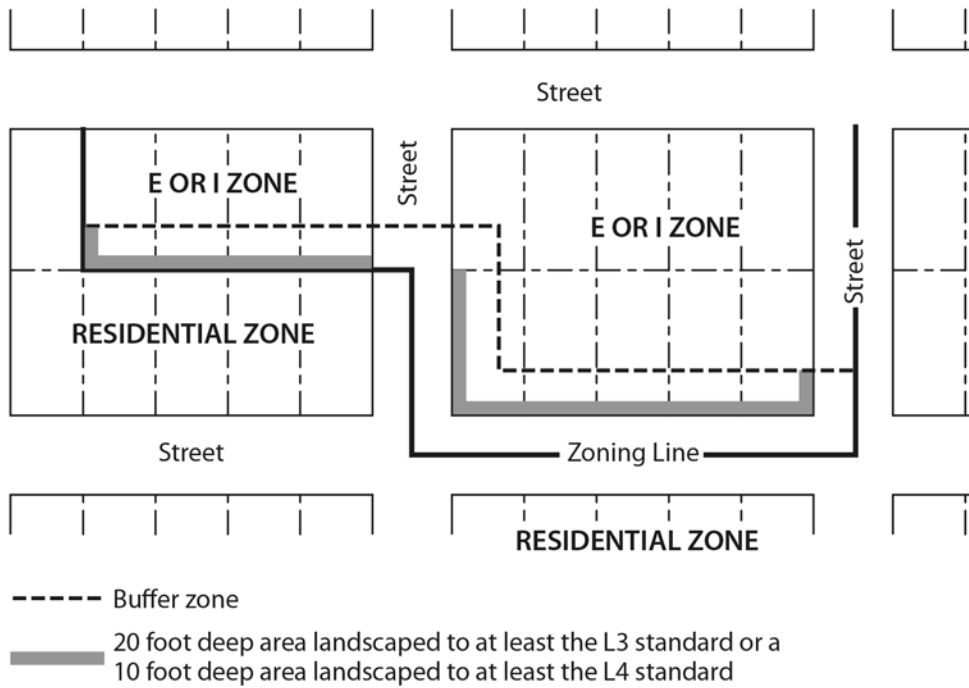 Street
Street
E OR I ZONE
E OR I ZONE
Street
RESIDENTIAL ZONE
Street
Zoning Line
RESIDENTIAL ZONE
Buffer zone
20 foot deep area landscaped to at least the L3 standard or a
10 foot deep area landscaped to at least the L4 standard